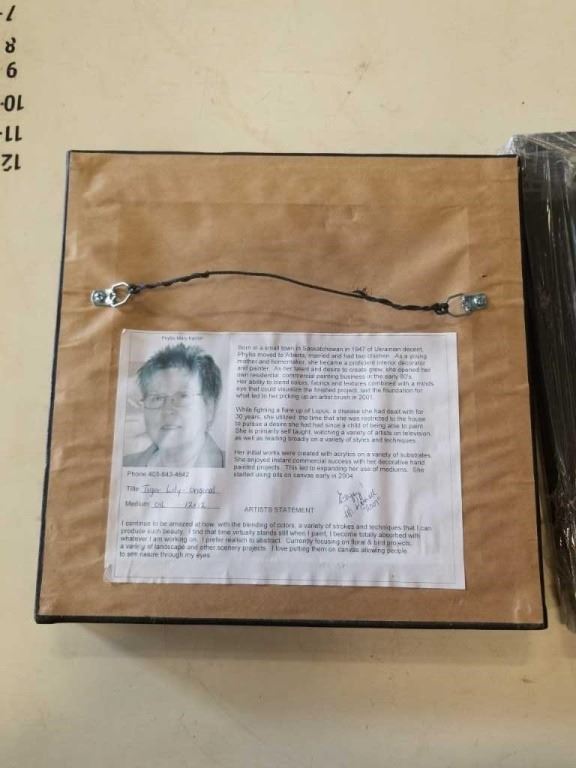 7-
8
9
10-
11-
12
Phyllis Mary
Born in a small town in Saskatchewan in 1947 of Ukrainian decent,
Phyllis moved to Alberta, married and had two children. As a young
mother and homemaker, she became a proficient interior decorator
and painter. As her talent and desire to create grew, she opened her
own residential, commercial painting business in the early 80's.
Her ability to blend colors, fabrics and textures combined with a minds
eye that could visualize the finished project, laid the foundation for
what led to her picking up an artist brush in 2001.
While fighting a flare up of Lupus, a disease she had dealt with for
30 years, she utilized the time that she was restricted to the house
to pursue a desire she had had since a child of being able to paint.
She is primarily self taught, watching a variety of artists on television,
as well as reading broadly on a variety of styles and techniques.
Her initial works were created with acrylics on a variety of substrates.
She enjoyed instant commercial success with her decorative hand
painted projects. This led to expanding her use of mediums. She
started using oils on canvas early in 2004.
Phone 403-843-4642
Title Tiger Lily - Original
Medium Oil 12x12
ARTISTS STATEMENT
I continue to be amazed at how, with the blending of colors, a variety of strokes and techniques that I can
produce such beauty. I find that time virtually stands still when I paint, I become totally absorbed with
whatever I am working on. I prefer realism to abstract. Currently focusing on floral & bird projects,
a variety of landscape and other scenery projects. I love putting them on canvas allowing people
to see nature through my eyes.